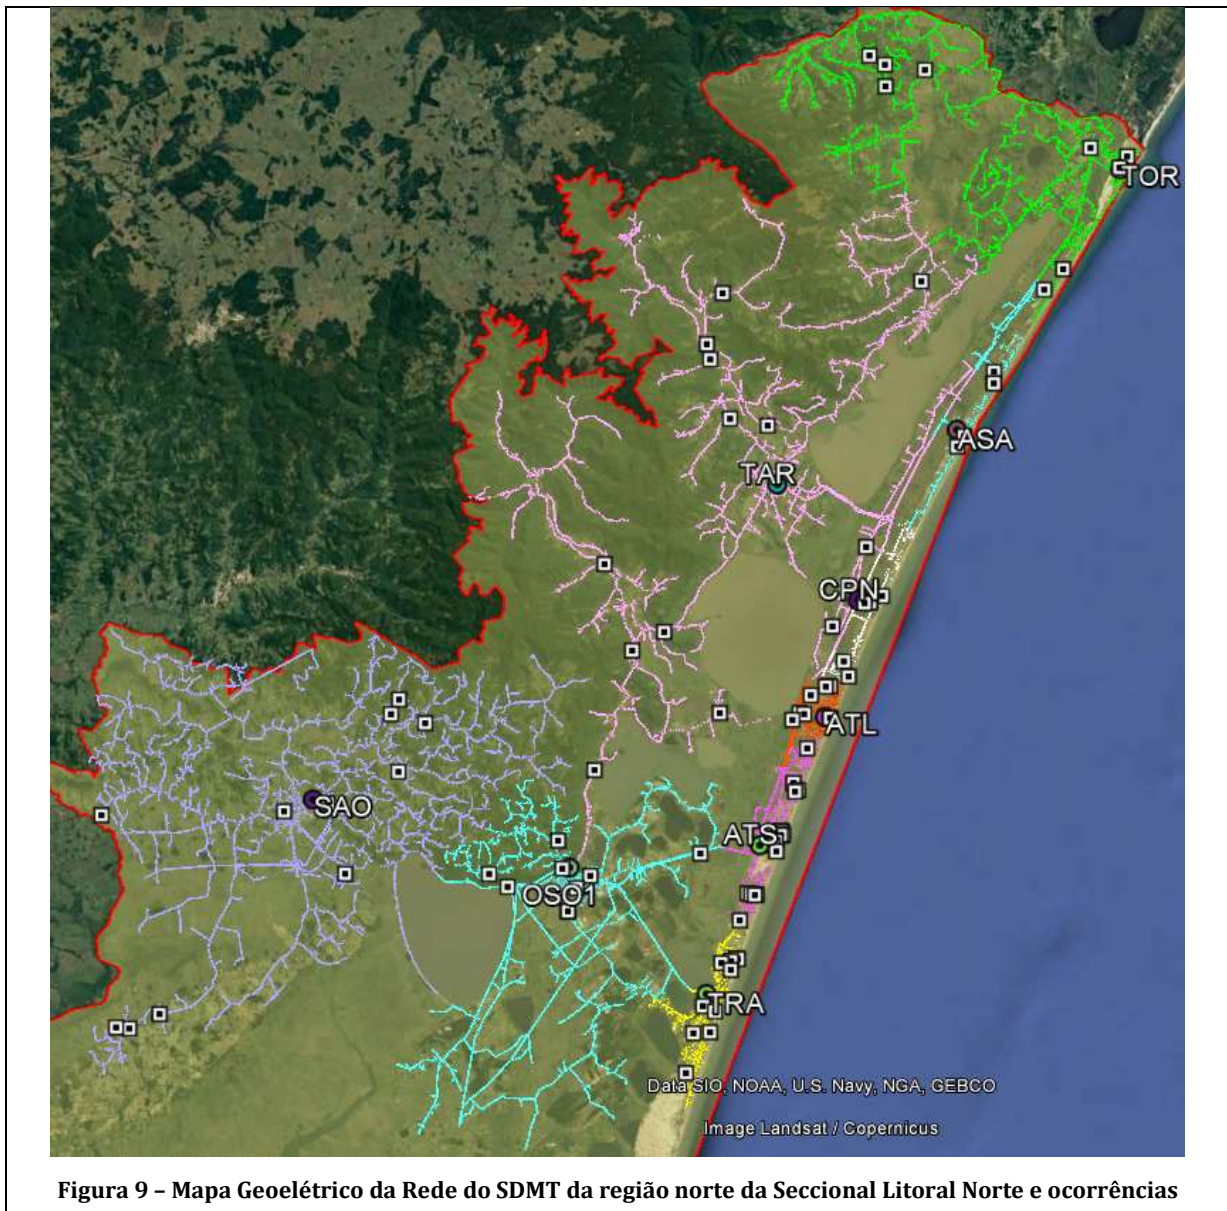 TOR
ASA
TAR
CPN
ATL
SAO
ATS
OSO1
TRA
Data SIO, NOAA, U.S. Navy, NGA, GEBCO
Image Landsat / Copernicus
Figura 9 – Mapa Geoelétrico da Rede do SDMT da região norte da Seccional Litoral Norte e ocorrências